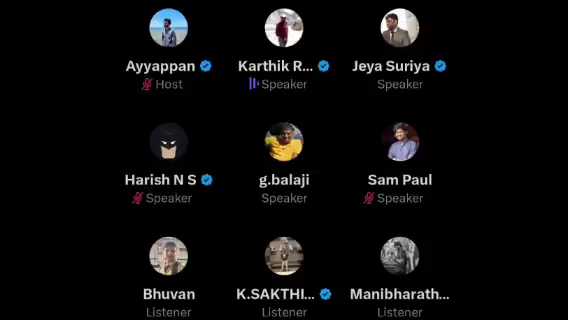 Ayyappan Karthik R... Jeya Suriya
Host Speaker Speaker
Harish N S g.balaji Sam Paul
Speaker Speaker Speaker
Bhuvan K.SAKTHI... Manibharath...
Listener Listener Listener